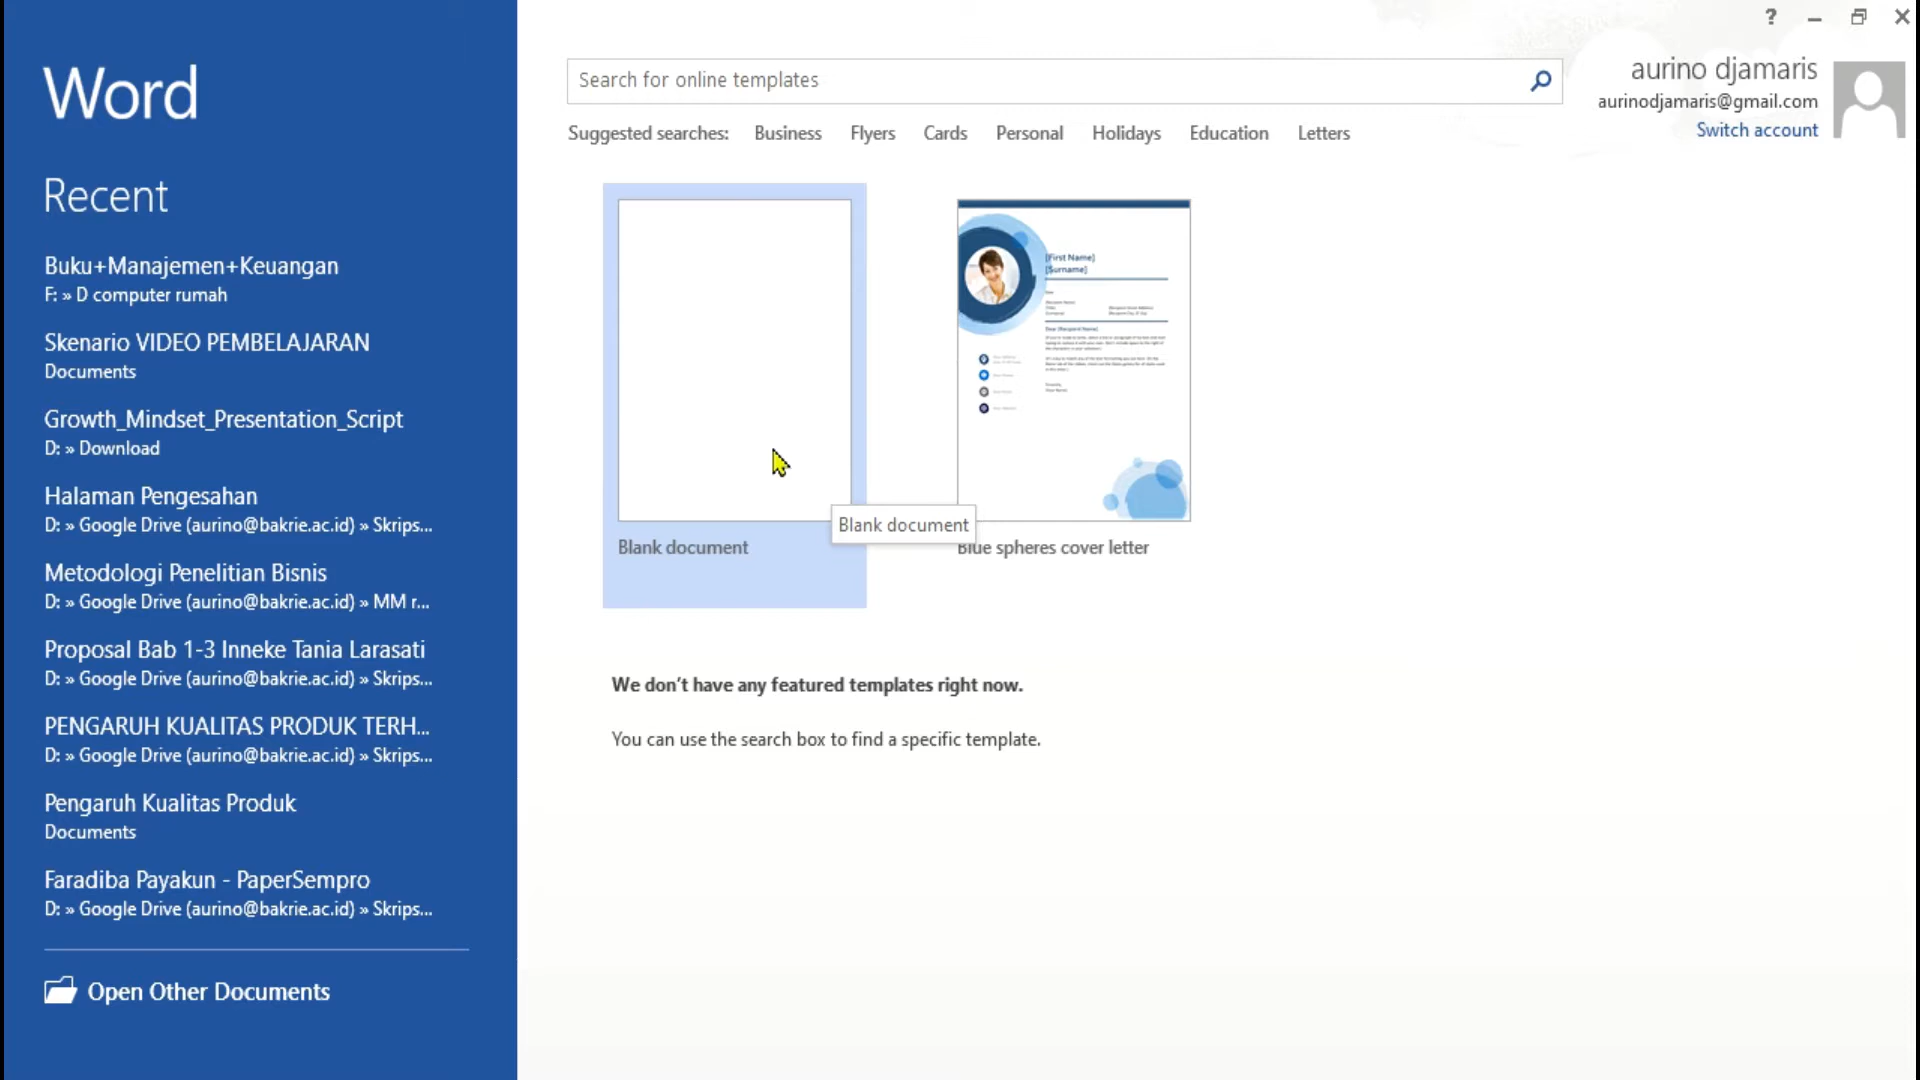 Word
Recent
Buku+Manajemen+Keuangan
F: » D computer rumah
Skenario VIDEO PEMBELAJARAN
Documents
Growth_Mindset_Presentation_Script
D: » Download
Halaman Pengesahan
D: » Google Drive (aurino@bakrie.ac.id) » Skrips...
Metodologi Penelitian Bisnis
D: » Google Drive (aurino@bakrie.ac.id) » MM r...
Proposal Bab 1-3 Inneke Tania Larasati
D: » Google Drive (aurino@bakrie.ac.id) » Skrips...
PENGARUH KUALITAS PRODUK TERH...
D: » Google Drive (aurino@bakrie.ac.id) » Skrips...
Pengaruh Kualitas Produk
Documents
Faradiba Payakun - PaperSempro
D: » Google Drive (aurino@bakrie.ac.id) » Skrips...
Open Other Documents
Search for online templates
Suggested searches: Business Flyers Cards Personal Holidays Education Letters
aurino djamaris
aurinodjamaris@gmail.com
Switch account
[First Name]
[Surname]
Dear [Recipient Name]
Blank document
Blank document
Blue spheres cover letter
We don't have any featured templates right now.
You can use the search box to find a specific template.